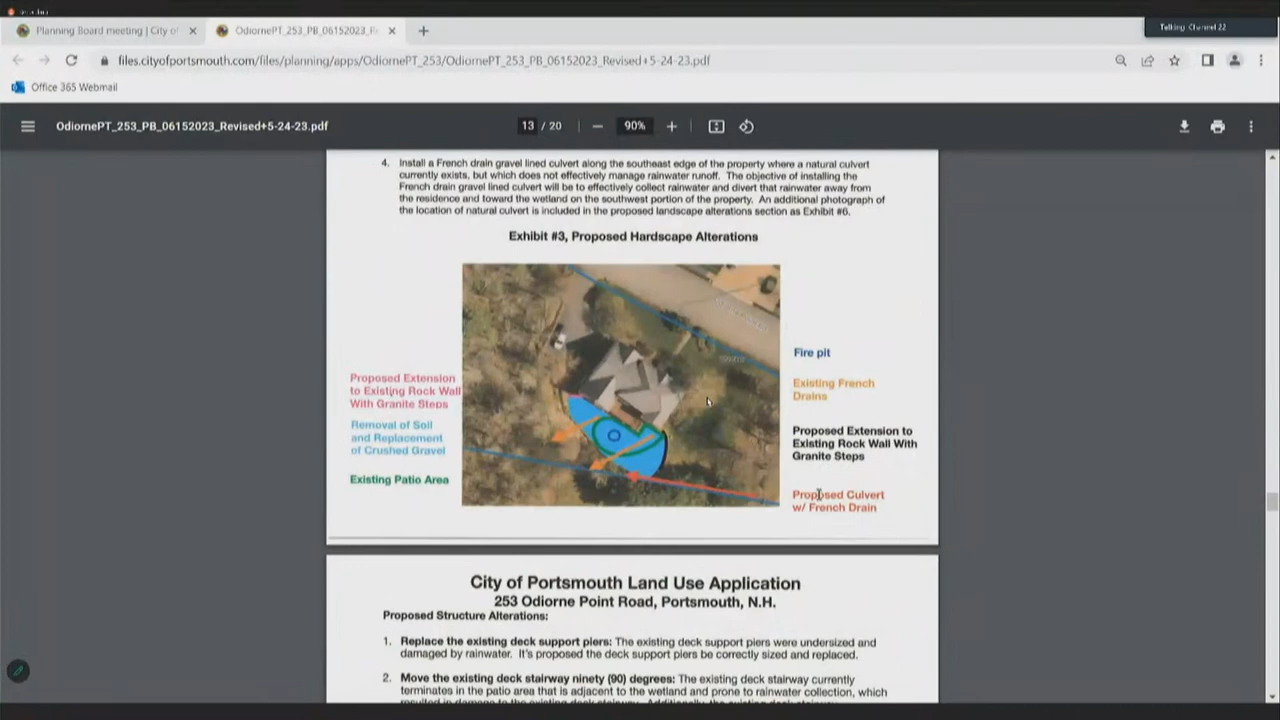 Planning Board meeting | City of
OdiornePT_253_PB_06152023_R
Talking: Channel 22
files.cityofportsmouth.com/files/planning/apps/OdiornePT_253/OdiornePT_253_PB_06152023_Revised+5-24-23.pdf
Office 365 Webmail
OdiornePT_253_PB_06152023_Revised+5-24-23.pdf
13 / 20
90%
4. Install a French drain gravel lined culvert along the southeast edge of the property where a natural culvert
currently exists, but which does not effectively manage rainwater runoff. The objective of installing the
French drain gravel lined culvert will be to effectively collect rainwater and divert that rainwater away from
the residence and toward the wetland on the southwest portion of the property. An additional photograph of
the location of natural culvert is included in the proposed landscape alterations section as Exhibit #6.
Exhibit #3, Proposed Hardscape Alterations
Proposed Extension
to Existing Rock Wall
With Granite Steps
Removal of Soil
and Replacement
of Crushed Gravel
Existing Patio Area
Fire pit
Existing French
Drains
Proposed Extension to
Existing Rock Wall With
Granite Steps
Proposed Culvert
w/ French Drain
City of Portsmouth Land Use Application
253 Odiorne Point Road, Portsmouth, N.H.
Proposed Structure Alterations:
1. Replace the existing deck support piers: The existing deck support piers were undersized and
damaged by rainwater. It's proposed the deck support piers be correctly sized and replaced.
2. Move the existing deck stairway ninety (90) degrees: The existing deck stairway currently
terminates in the patio area that is adjacent to the wetland and prone to rainwater collection, which